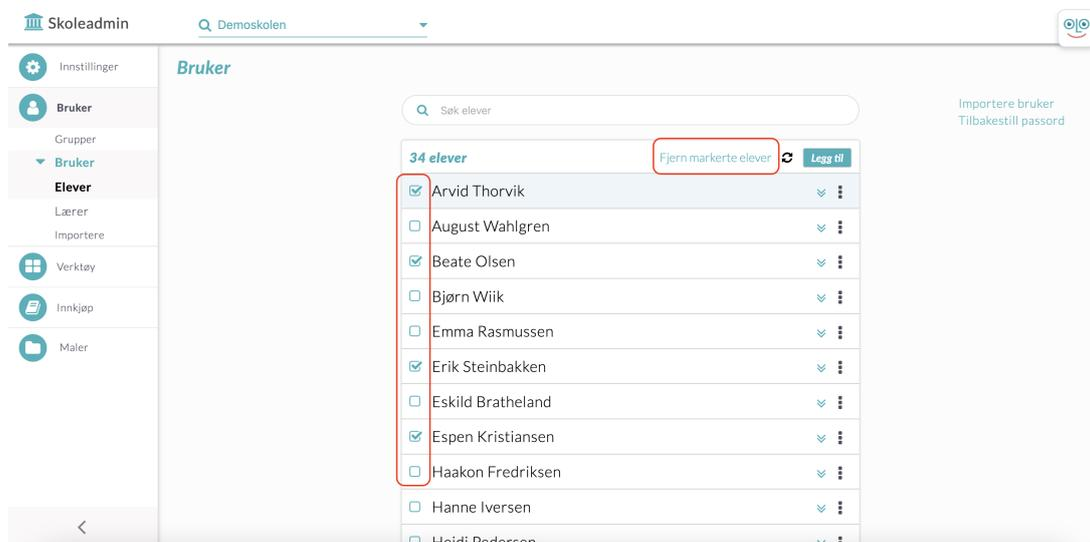 Skoleadmin
Demoskolen
Innstillinger
Bruker
Grupper
Bruker
Elever
Lærer
Importere
Verktøy
Innkjøp
Maler
Bruker
Søk elever
Importere bruker
Tilbakestill passord
34 elever
Fjern markerte elever
Legg til
Arvid Thorvik
August Wahlgren
Beate Olsen
Bjørn Wiik
Emma Rasmussen
Erik Steinbakken
Eskild Bratheland
Espen Kristiansen
Haakon Fredriksen
Hanne Iversen
Heidi Pedersen